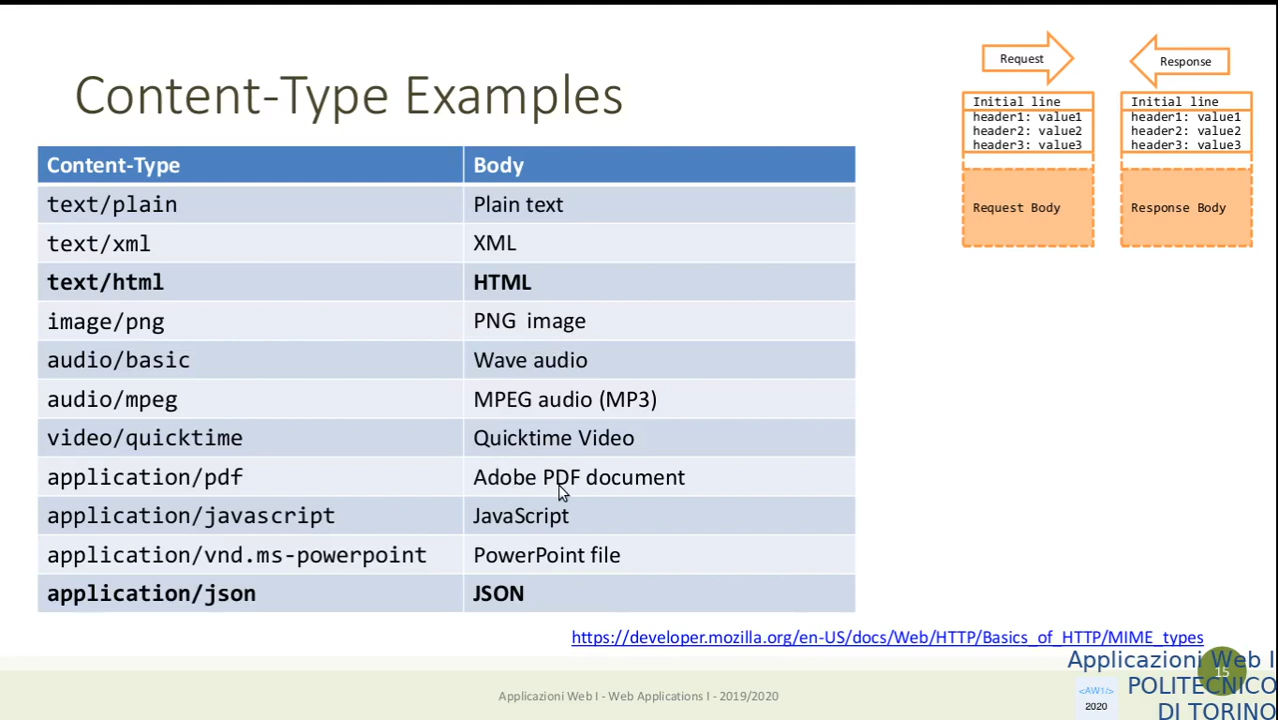 Content-Type Examples
Request
Response
Initial line
header1: value1
header2: value2
header3: value3
Request Body
Initial line
header1: value1
header2: value2
header3: value3
Response Body
Content-Type Body
text/plain Plain text
text/xml XML
text/html HTML
image/png PNG image
audio/basic Wave audio
audio/mpeg MPEG audio (MP3)
video/quicktime Quicktime Video
application/pdf Adobe PDF document
application/javascript JavaScript
application/vnd.ms-powerpoint PowerPoint file
application/json JSON
https://developer.mozilla.org/en-US/docs/Web/HTTP/Basics_of_HTTP/MIME_types
Applicazioni Web I - Web Applications I - 2019/2020
15
<AW1/>
2020
Applicazioni Web I
POLITECNICO
DI TORINO